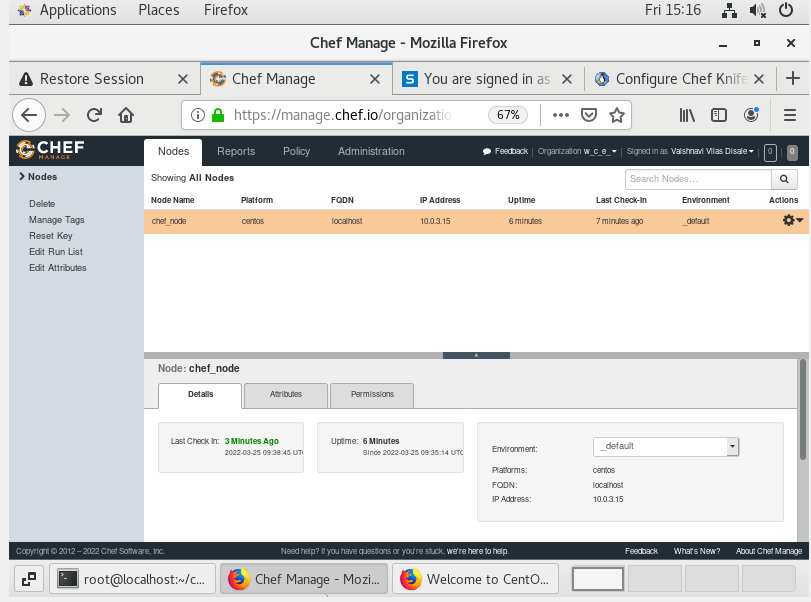 Applications Places Firefox Fri 15:16
Chef Manage - Mozilla Firefox
Restore Session Chef Manage You are signed in as Configure Chef Knife
https://manage.chef.io/organizatio 67%
CHEF MANAGE Nodes Reports Policy Administration Feedback | Organization w_c_e_ | Signed in as Vaishnavi Vilas Disale | 0 | 0
Nodes
Delete
Manage Tags
Reset Key
Edit Run List
Edit Attributes
Showing All Nodes Search Nodes...
Node Name Platform FQDN IP Address Uptime Last Check-In Environment Actions
chef_node centos localhost 10.0.3.15 6 minutes 7 minutes ago _default
Node: chef_node
Details Attributes Permissions
Last Check In: 3 Minutes Ago
2022-03-25 09:38:45 UT
Uptime: 6 Minutes
Since 2022-03-25 09:35:14 UTC
Environment: _default
Platforms: centos
FQDN: localhost
IP Address: 10.0.3.15
Copyright © 2012 – 2022 Chef Software, Inc. Need help? If you have questions or you're stuck, we're here to help. Feedback What's New? About Chef Manage
root@localhost:~/c... Chef Manage - Mozi... Welcome to CentO...